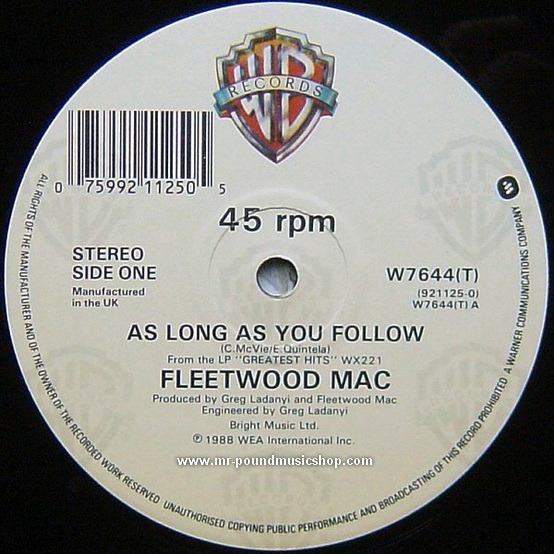 WB
RECORDS
0 75992 11250 5
45 rpm
STEREO
SIDE ONE
Manufactured
in the UK
W7644(T)
(921125-0)
W7644(T) A
AS LONG AS YOU FOLLOW
(C.McVie/E.Quintela)
From the LP "GREATEST HITS" WX221
FLEETWOOD MAC
Produced by Greg Ladanyi and Fleetwood Mac
Engineered by Greg Ladanyi
Bright Music Ltd.
℗ 1988 WEA International Inc.
www.mr-poundmusicshop.com
ALL RIGHTS OF THE MANUFACTURER AND OF THE OWNER OF THE RECORDED WORK RESERVED UNAUTHORISED COPYING PUBLIC PERFORMANCE AND BROADCASTING OF THIS RECORD PROHIBITED A WARNER COMMUNICATIONS COMPANY